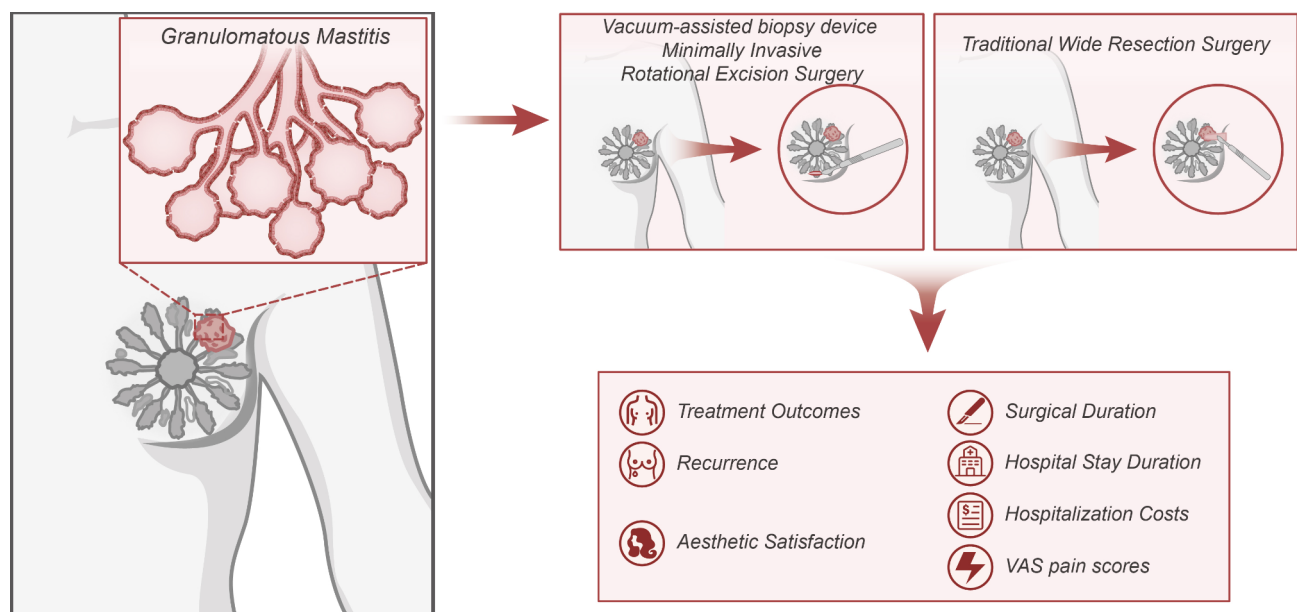 Granulomatous Mastitis
Vacuum-assisted biopsy device
Minimally Invasive
Rotational Excision Surgery
Traditional Wide Resection Surgery
Treatment Outcomes
Recurrence
Aesthetic Satisfaction
Surgical Duration
Hospital Stay Duration
$
Hospitalization Costs
VAS pain scores